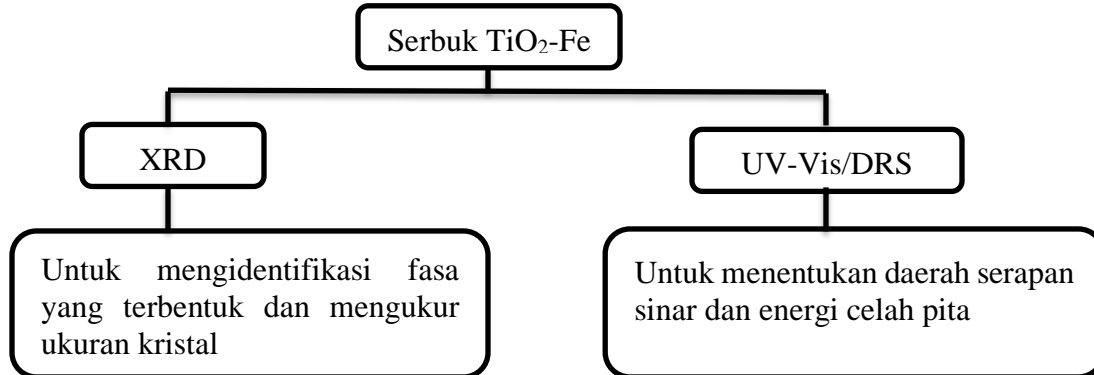 Serbuk TiO₂-Fe
XRD
UV-Vis/DRS
Untuk mengidentifikasi fasa
yang terbentuk dan mengukur
ukuran kristal
Untuk menentukan daerah serapan
sinar dan energi celah pita